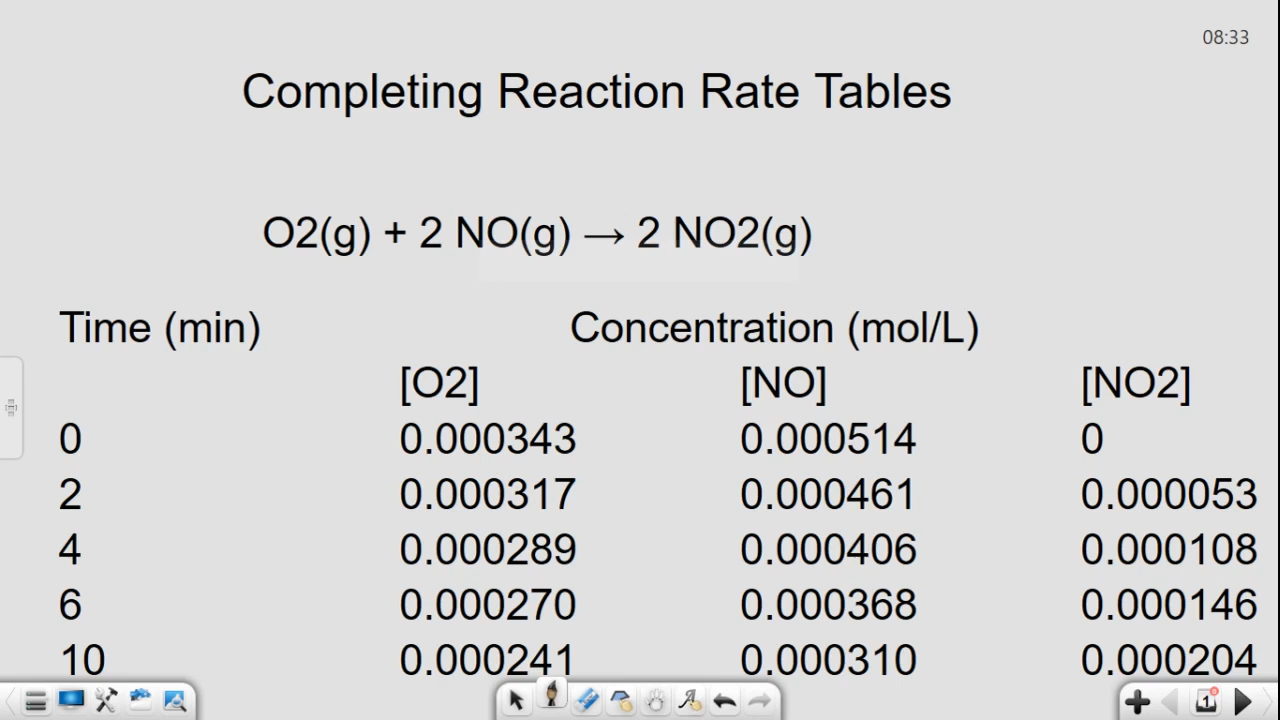 08:33
Completing Reaction Rate Tables
O2(g) + 2 NO(g) → 2 NO2(g)
Time (min) Concentration (mol/L)
[O2] [NO] [NO2]
0 0.000343 0.000514 0
2 0.000317 0.000461 0.000053
4 0.000289 0.000406 0.000108
6 0.000270 0.000368 0.000146
10 0.000241 0.000310 0.000204
1